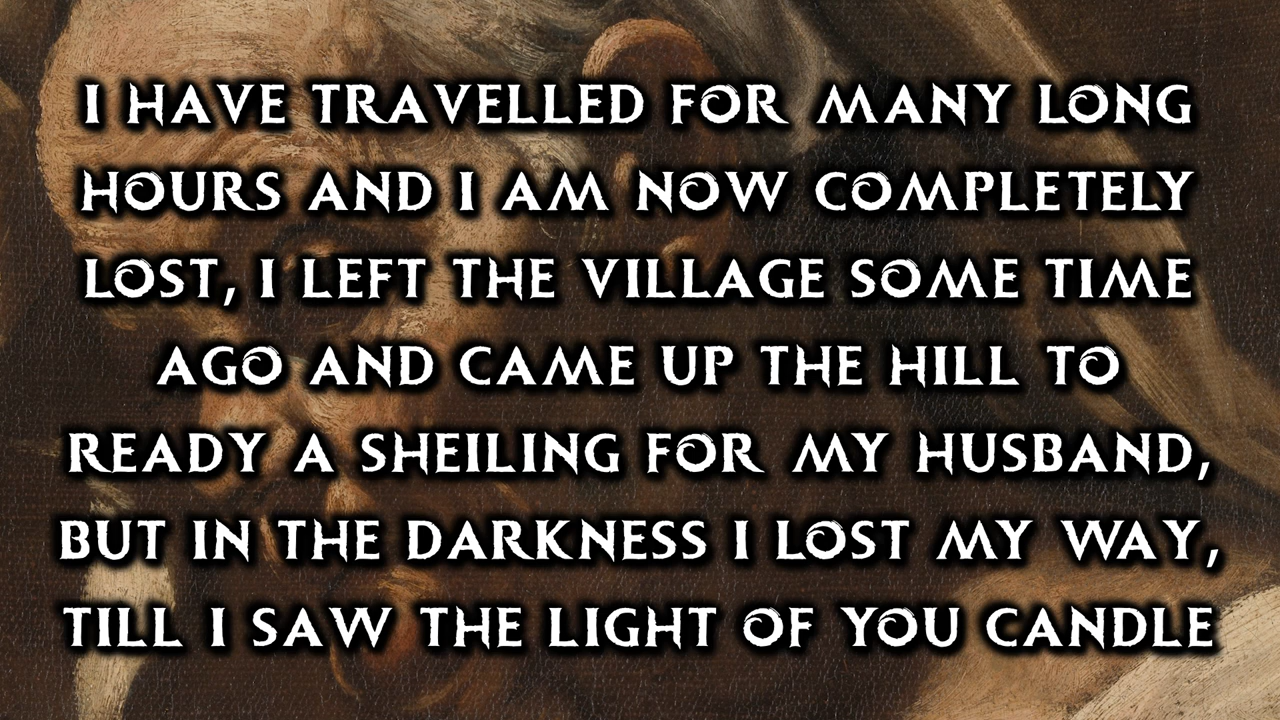 I HAVE TRAVELLED FOR MANY LONG
HOURS AND I AM NOW COMPLETELY
LOST, I LEFT THE VILLAGE SOME TIME
AGO AND CAME UP THE HILL TO
READY A SHEILING FOR MY HUSBAND,
BUT IN THE DARKNESS I LOST MY WAY,
TILL I SAW THE LIGHT OF YOU CANDLE